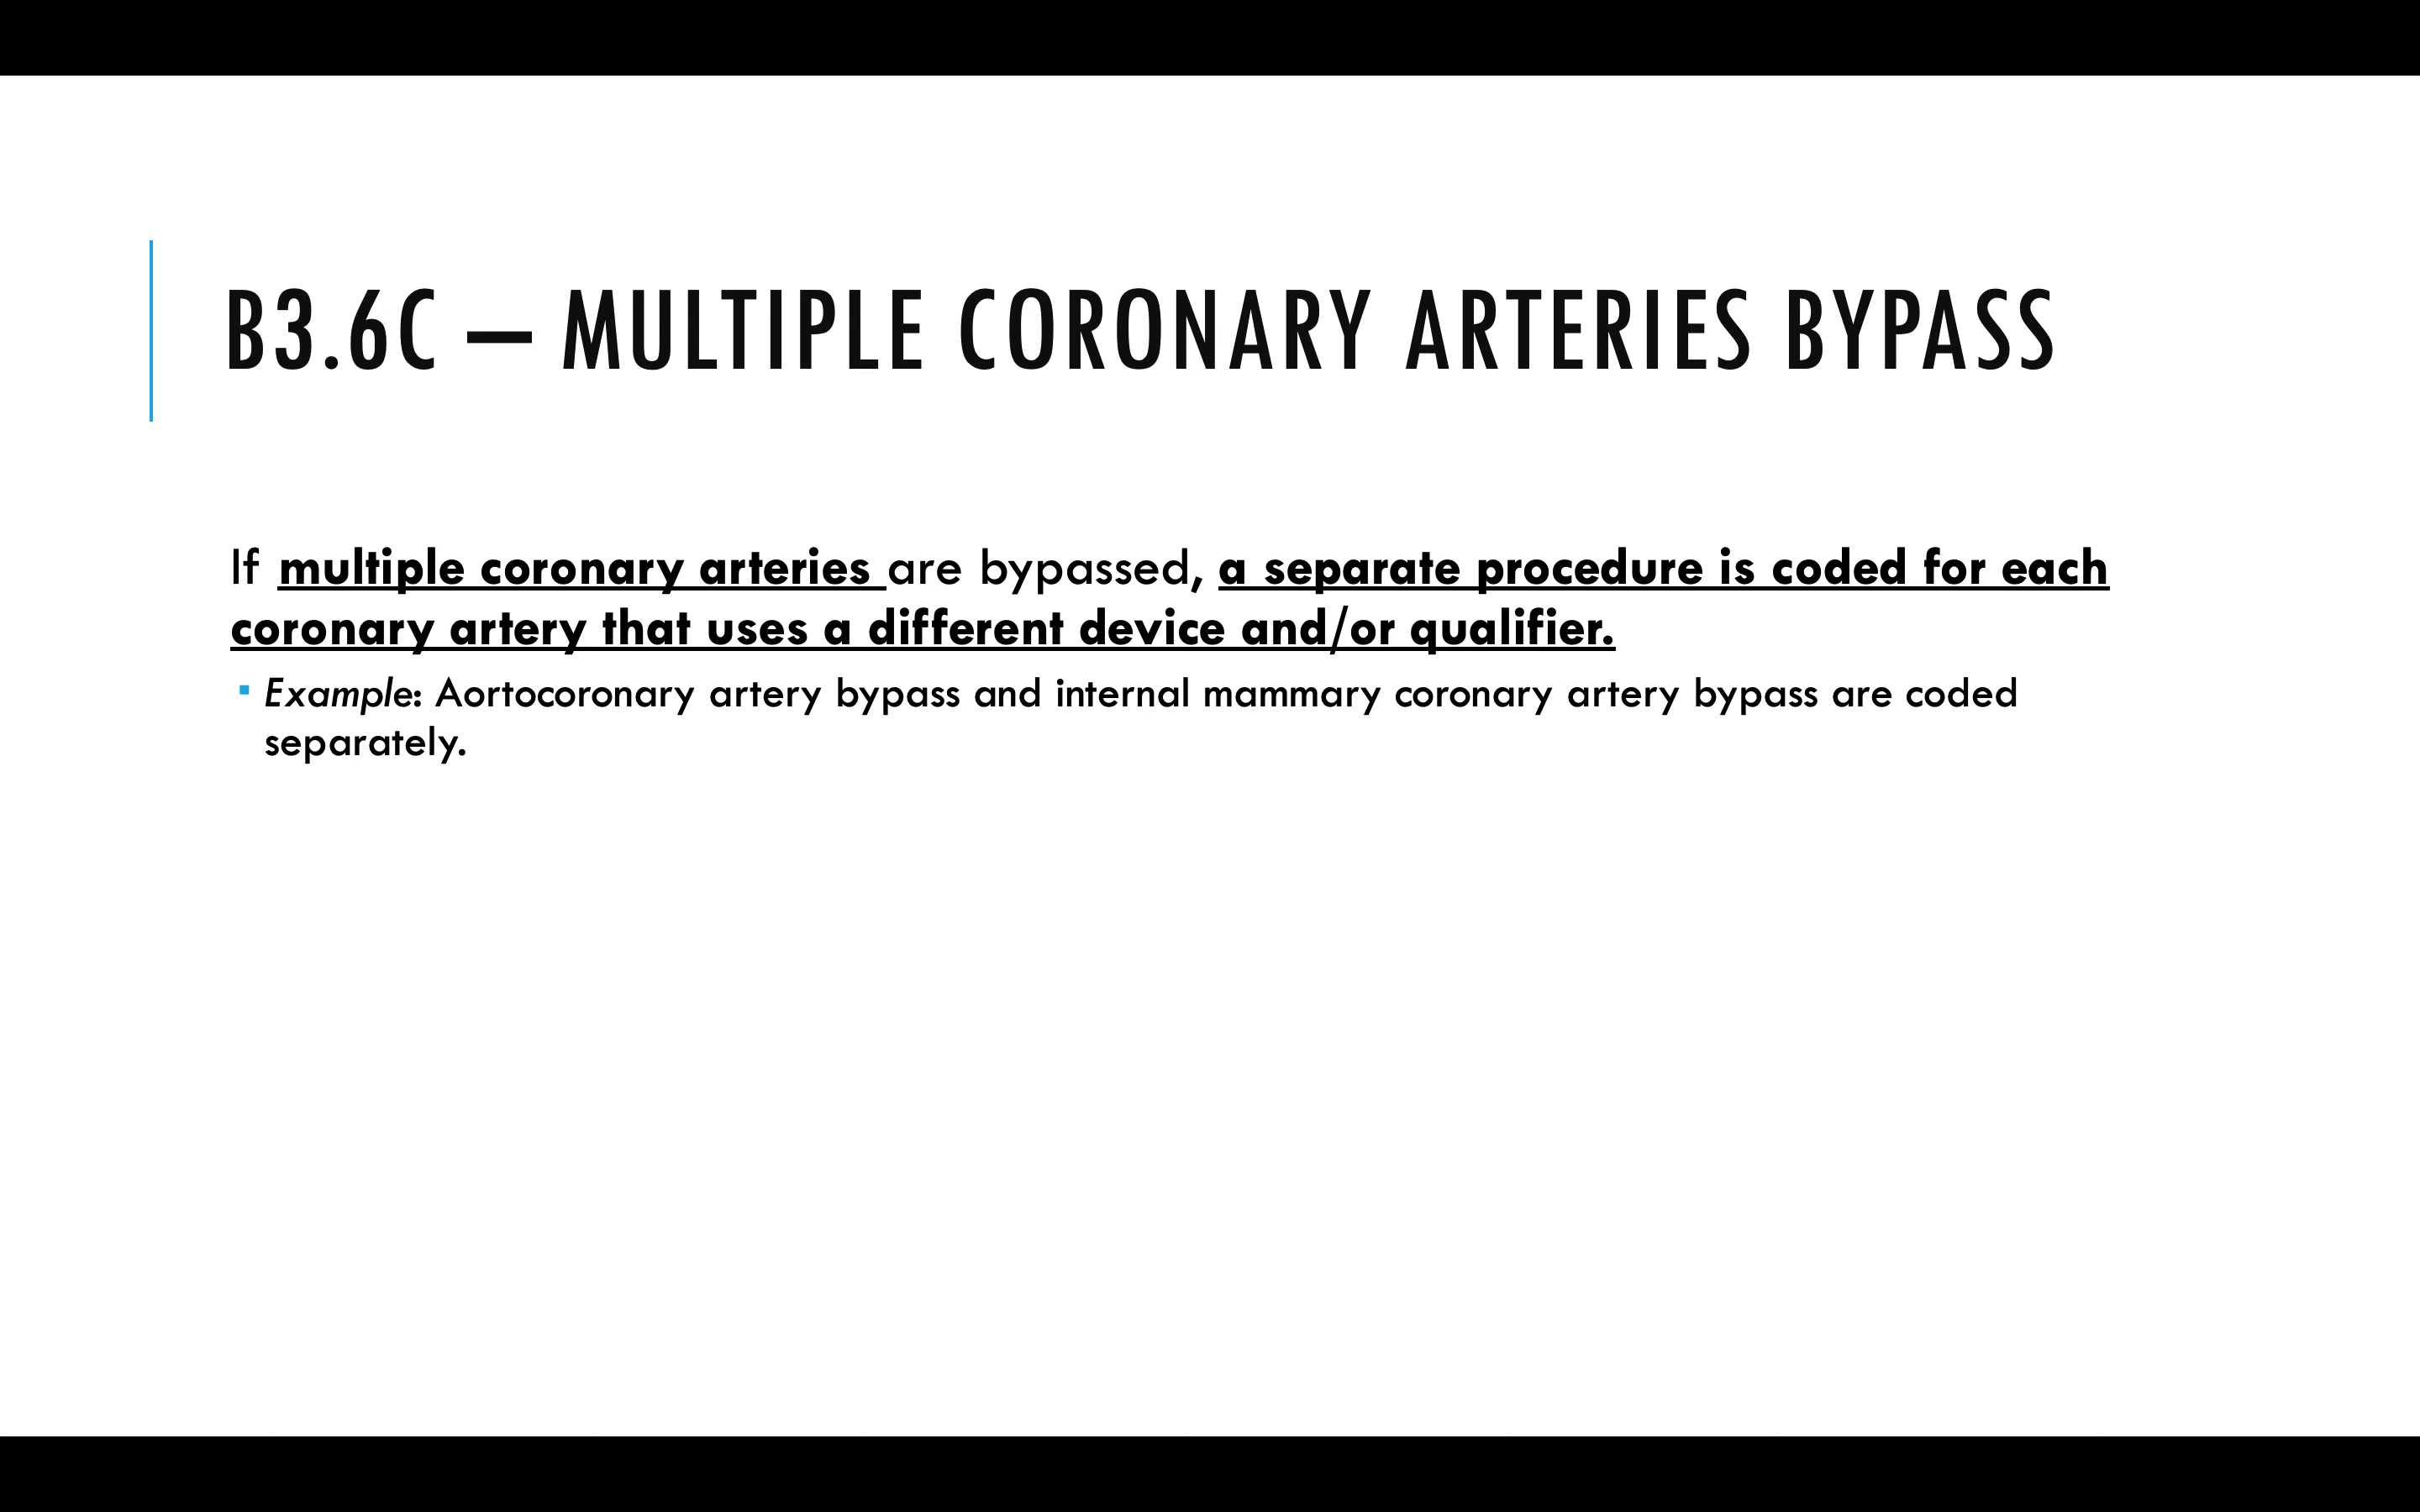 B3.6C – MULTIPLE CORONARY ARTERIES BYPASS
If multiple coronary arteries are bypassed, a separate procedure is coded for each
coronary artery that uses a different device and/or qualifier.
▪ Example: Aortocoronary artery bypass and internal mammary coronary artery bypass are coded
separately.